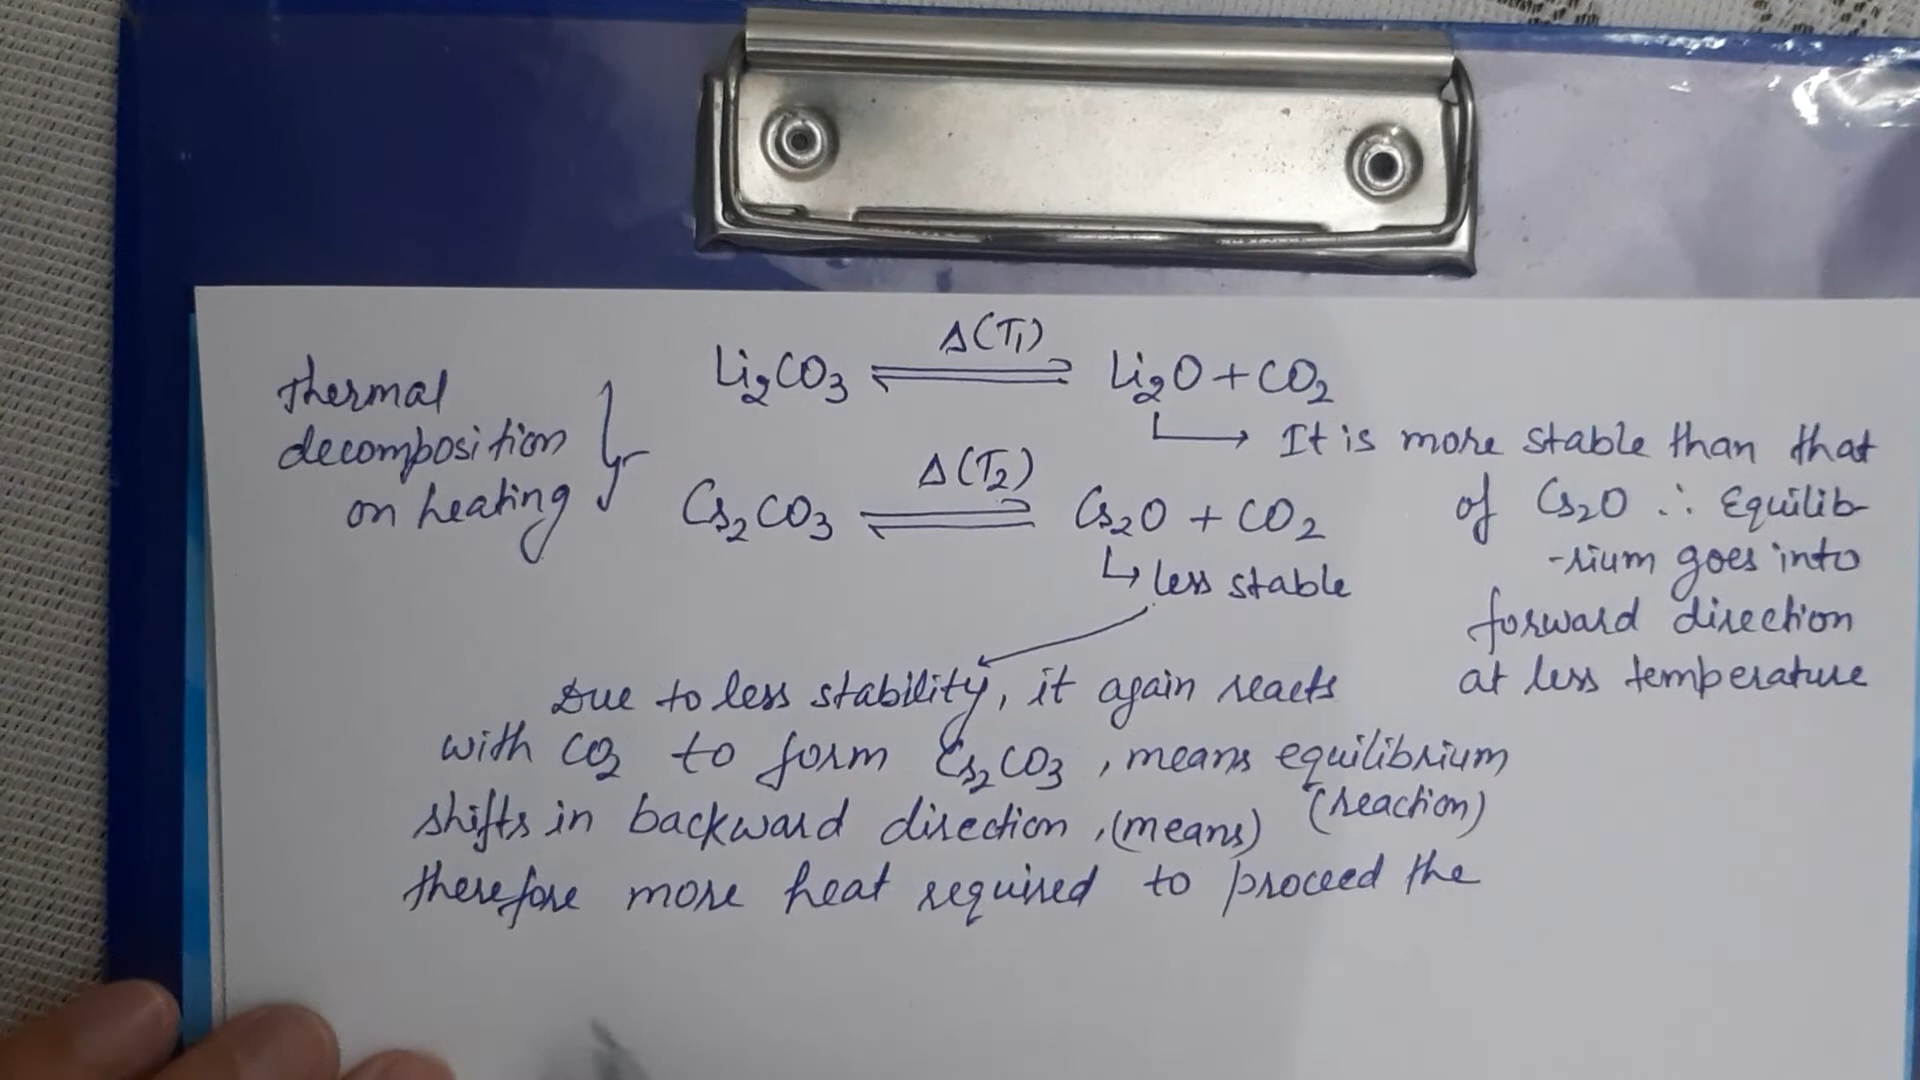 Δ(T₁)
Li₂CO₃ ⇌ Li₂O + CO₂
thermal
decomposition
on heating
↳ It is more stable than that
of Cs₂O ∴ Equilib-
-rium goes into
forward direction
at less temperature
Δ(T₂)
Cs₂CO₃ ⇌ Cs₂O + CO₂
↳ less stable
Due to less stability, it again reacts
with CO₂ to form Cs₂CO₃, means equilibrium
shifts in backward direction, (means) (reaction)
therefore more heat required to proceed the